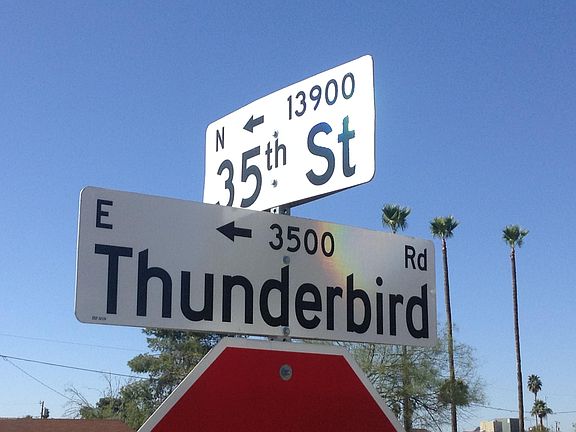 N ← 13900
35th St
E ← 3500 Rd
Thunderbird